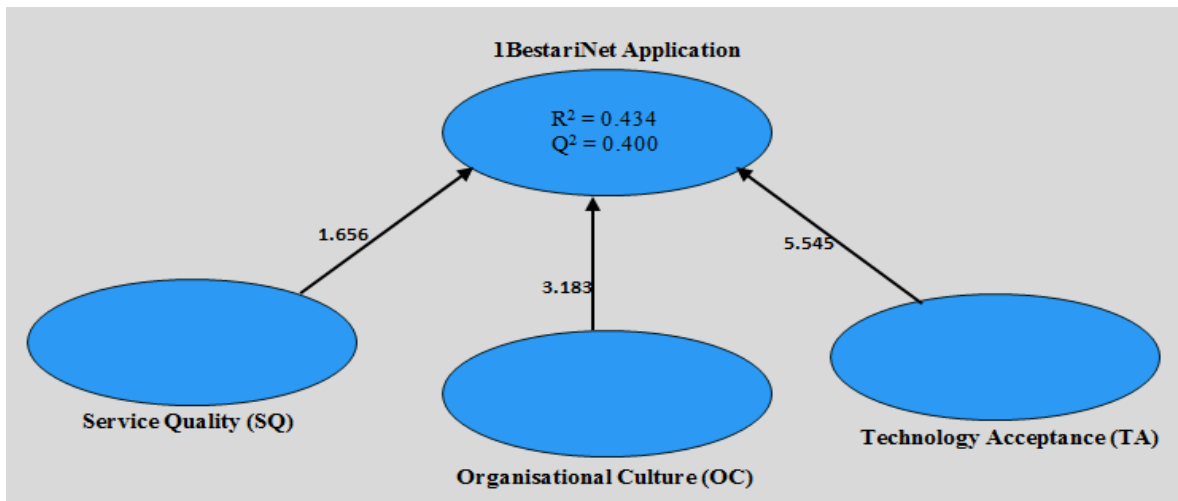 1BestariNet Application
R² = 0.434
Q² = 0.400
1.656
5.545
3.183
Service Quality (SQ)
Technology Acceptance (TA)
Organisational Culture (OC)